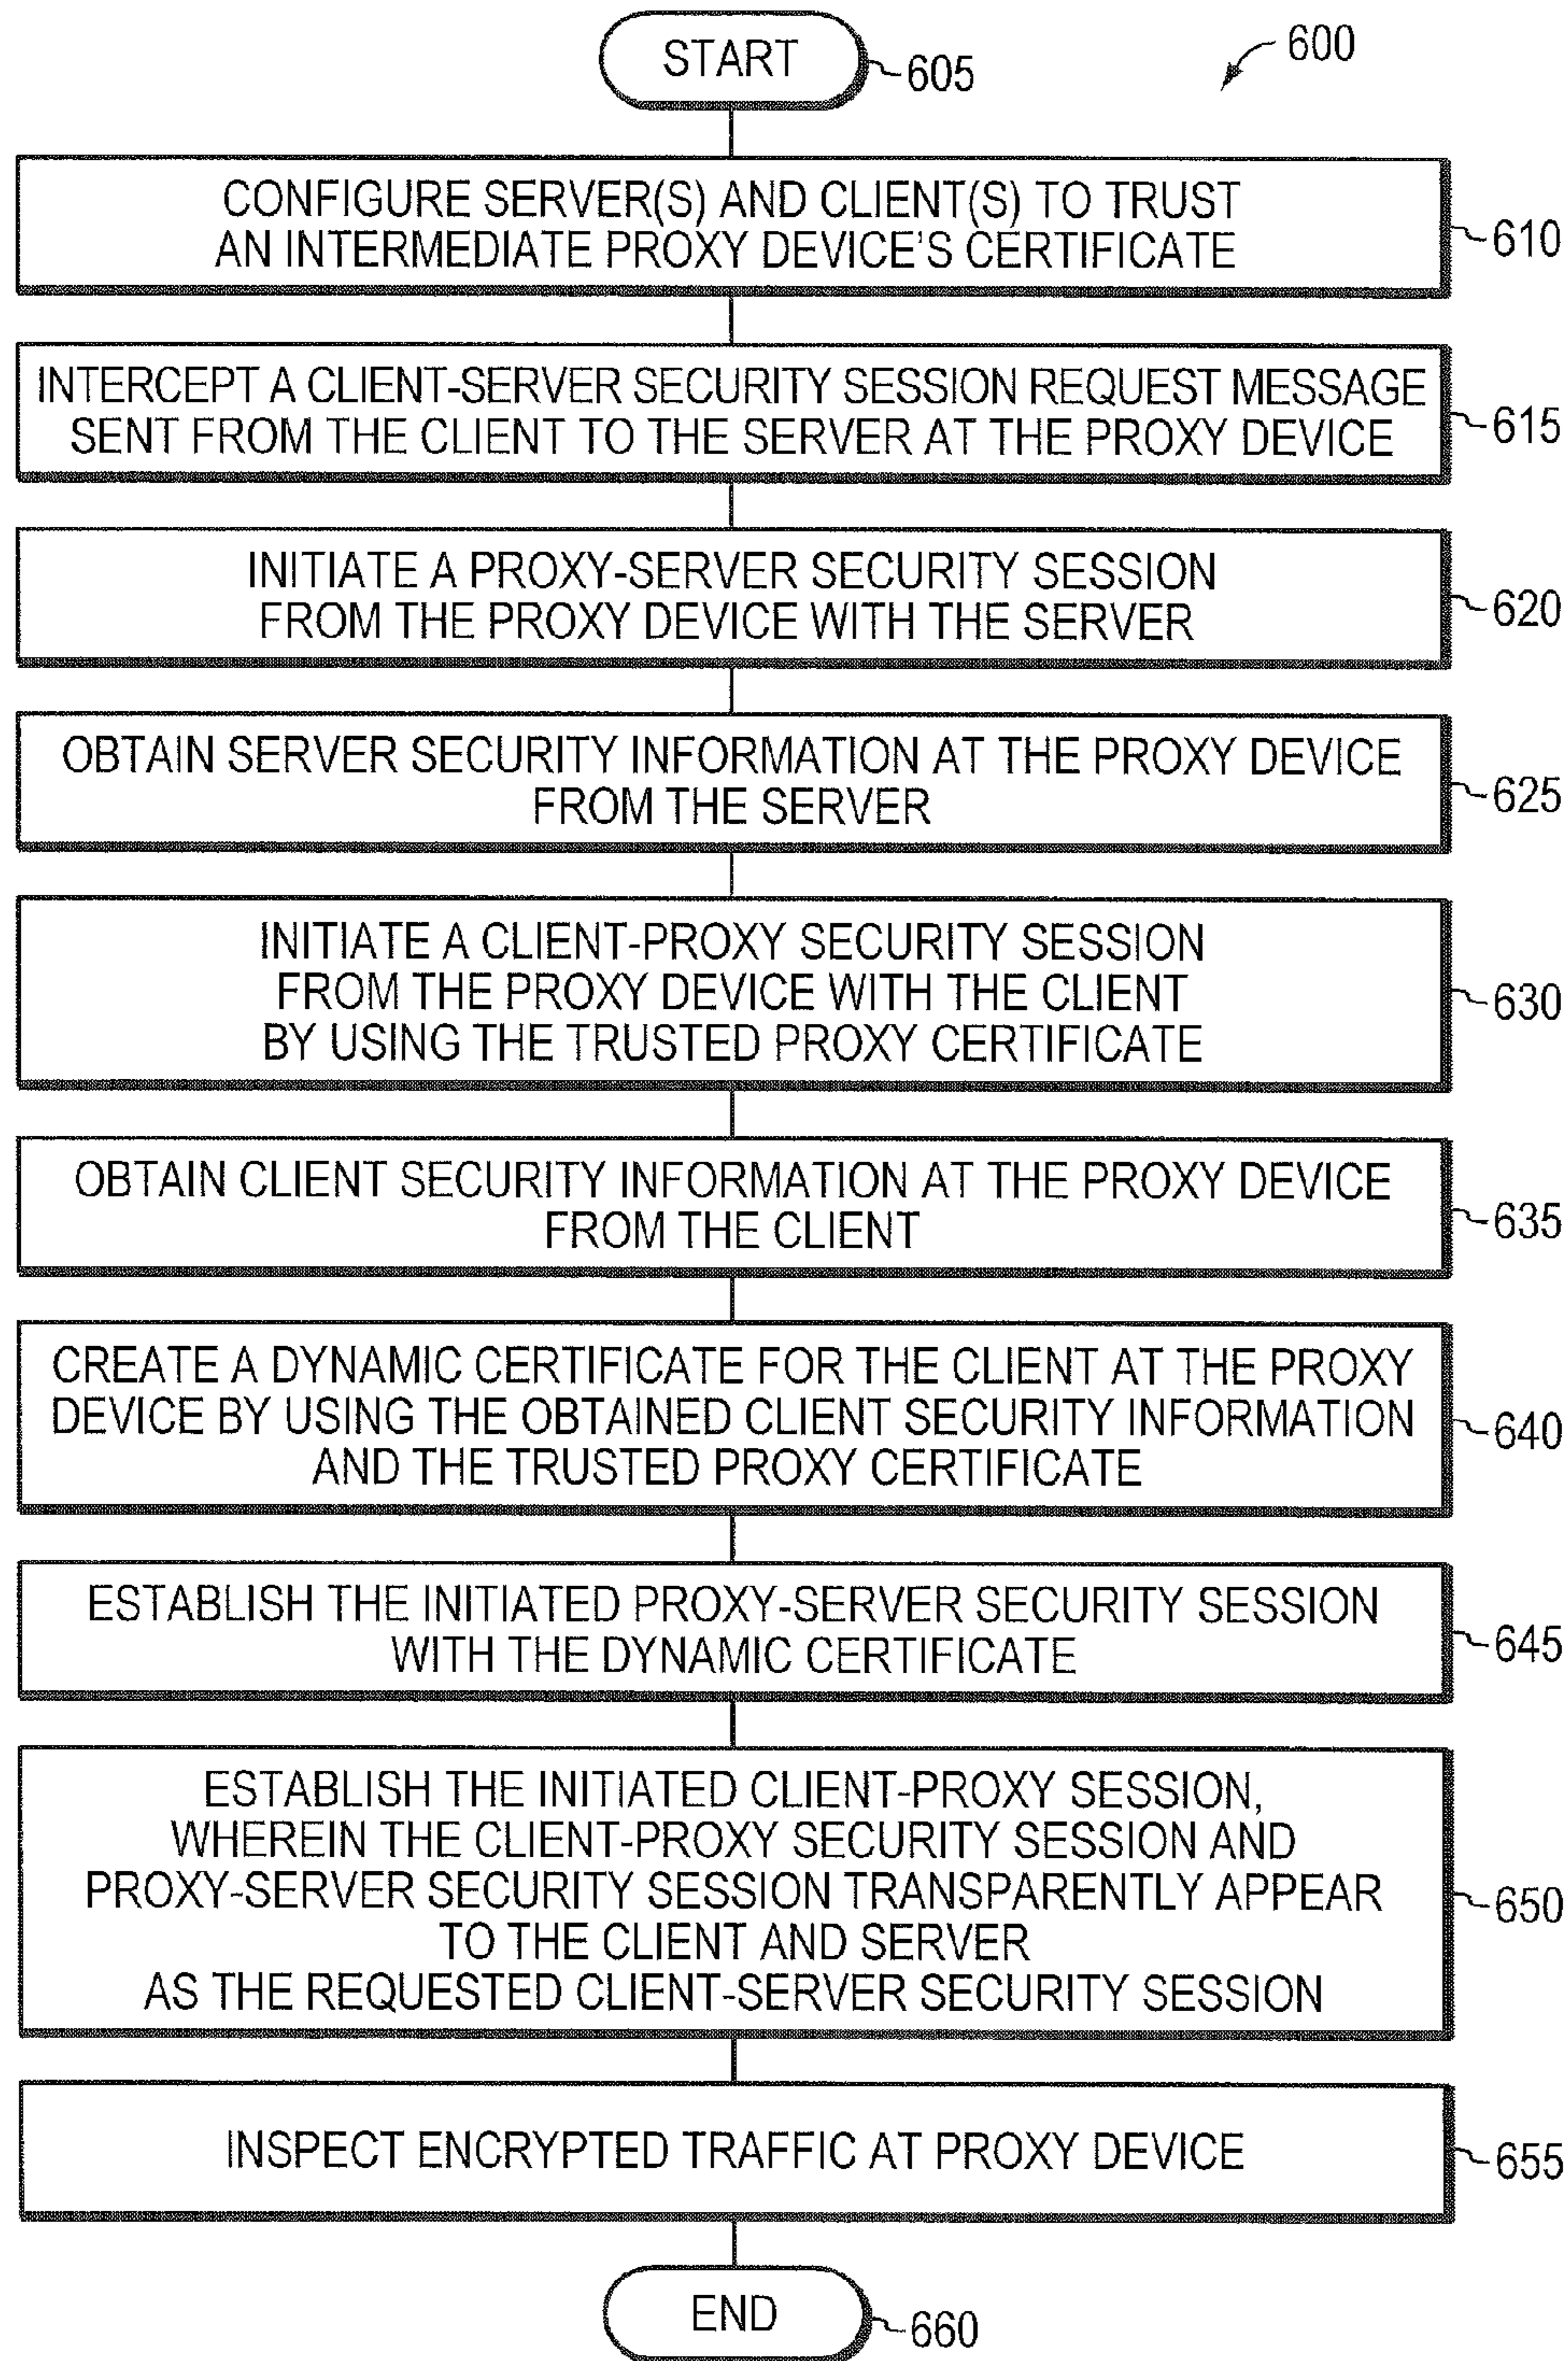 START
605
600
CONFIGURE SERVER(S) AND CLIENT(S) TO TRUST
AN INTERMEDIATE PROXY DEVICE'S CERTIFICATE
610
INTERCEPT A CLIENT-SERVER SECURITY SESSION REQUEST MESSAGE
SENT FROM THE CLIENT TO THE SERVER AT THE PROXY DEVICE
615
INITIATE A PROXY-SERVER SECURITY SESSION
FROM THE PROXY DEVICE WITH THE SERVER
620
OBTAIN SERVER SECURITY INFORMATION AT THE PROXY DEVICE
FROM THE SERVER
625
INITIATE A CLIENT-PROXY SECURITY SESSION
FROM THE PROXY DEVICE WITH THE CLIENT
BY USING THE TRUSTED PROXY CERTIFICATE
630
OBTAIN CLIENT SECURITY INFORMATION AT THE PROXY DEVICE
FROM THE CLIENT
635
CREATE A DYNAMIC CERTIFICATE FOR THE CLIENT AT THE PROXY
DEVICE BY USING THE OBTAINED CLIENT SECURITY INFORMATION
AND THE TRUSTED PROXY CERTIFICATE
640
ESTABLISH THE INITIATED PROXY-SERVER SECURITY SESSION
WITH THE DYNAMIC CERTIFICATE
645
ESTABLISH THE INITIATED CLIENT-PROXY SESSION,
WHEREIN THE CLIENT-PROXY SECURITY SESSION AND
PROXY-SERVER SECURITY SESSION TRANSPARENTLY APPEAR
TO THE CLIENT AND SERVER
AS THE REQUESTED CLIENT-SERVER SECURITY SESSION
650
INSPECT ENCRYPTED TRAFFIC AT PROXY DEVICE
655
END
660